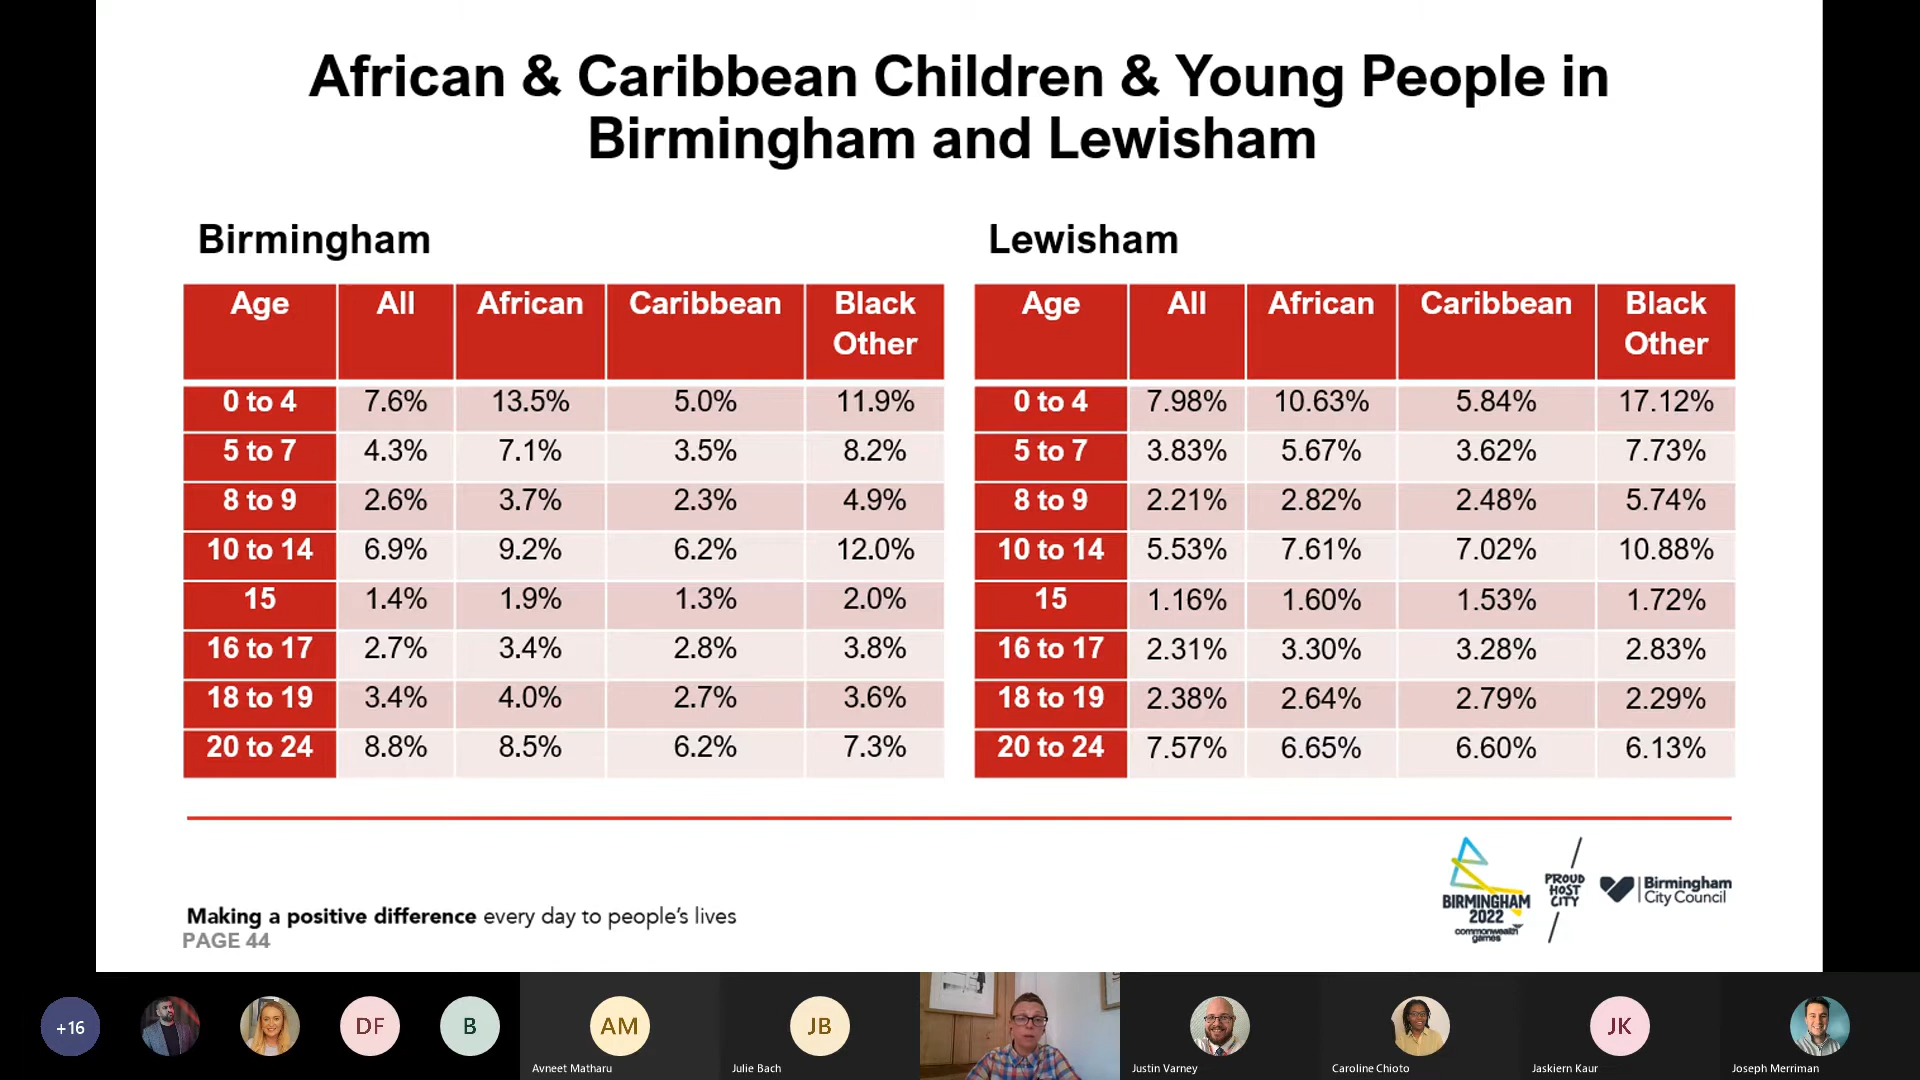 African & Caribbean Children & Young People in
Birmingham and Lewisham
Birmingham
Age All African Caribbean Black Other
0 to 4 7.6% 13.5% 5.0% 11.9%
5 to 7 4.3% 7.1% 3.5% 8.2%
8 to 9 2.6% 3.7% 2.3% 4.9%
10 to 14 6.9% 9.2% 6.2% 12.0%
15 1.4% 1.9% 1.3% 2.0%
16 to 17 2.7% 3.4% 2.8% 3.8%
18 to 19 3.4% 4.0% 2.7% 3.6%
20 to 24 8.8% 8.5% 6.2% 7.3%
Lewisham
Age All African Caribbean Black Other
0 to 4 7.98% 10.63% 5.84% 17.12%
5 to 7 3.83% 5.67% 3.62% 7.73%
8 to 9 2.21% 2.82% 2.48% 5.74%
10 to 14 5.53% 7.61% 7.02% 10.88%
15 1.16% 1.60% 1.53% 1.72%
16 to 17 2.31% 3.30% 3.28% 2.83%
18 to 19 2.38% 2.64% 2.79% 2.29%
20 to 24 7.57% 6.65% 6.60% 6.13%
Making a positive difference every day to people's lives
PAGE 44
BIRMINGHAM
2022
commonwealth
games
PROUD
HOST
CITY
Birmingham
City Council
+16
DF
B
AM
Avneet Matharu
JB
Julie Bach
Justin Varney
Caroline Chioto
JK
Jaskiern Kaur
Joseph Merriman